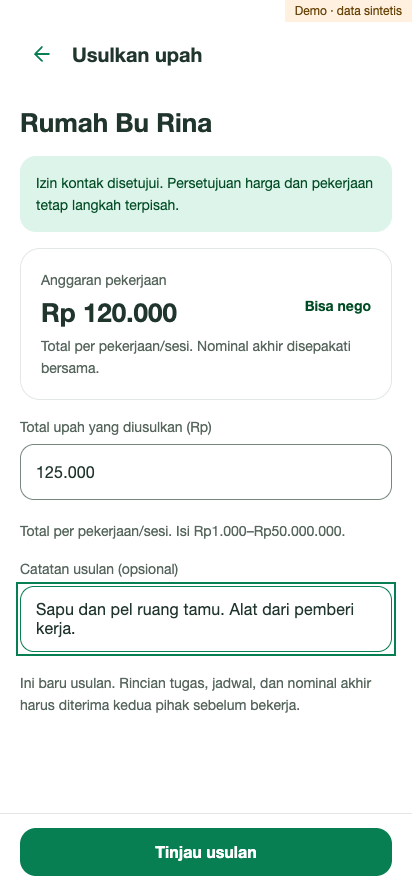 Demo · data sintetis
Usulkan upah
Rumah Bu Rina
Izin kontak disetujui. Persetujuan harga dan pekerjaan
tetap langkah terpisah.
Anggaran pekerjaan
Rp 120.000
Bisa nego
Total per pekerjaan/sesi. Nominal akhir disepakati
bersama.
Total upah yang diusulkan (Rp)
125.000
Total per pekerjaan/sesi. Isi Rp1.000–Rp50.000.000.
Catatan usulan (opsional)
Sapu dan pel ruang tamu. Alat dari pemberi
kerja.
Ini baru usulan. Rincian tugas, jadwal, dan nominal akhir
harus diterima kedua pihak sebelum bekerja.
Tinjau usulan